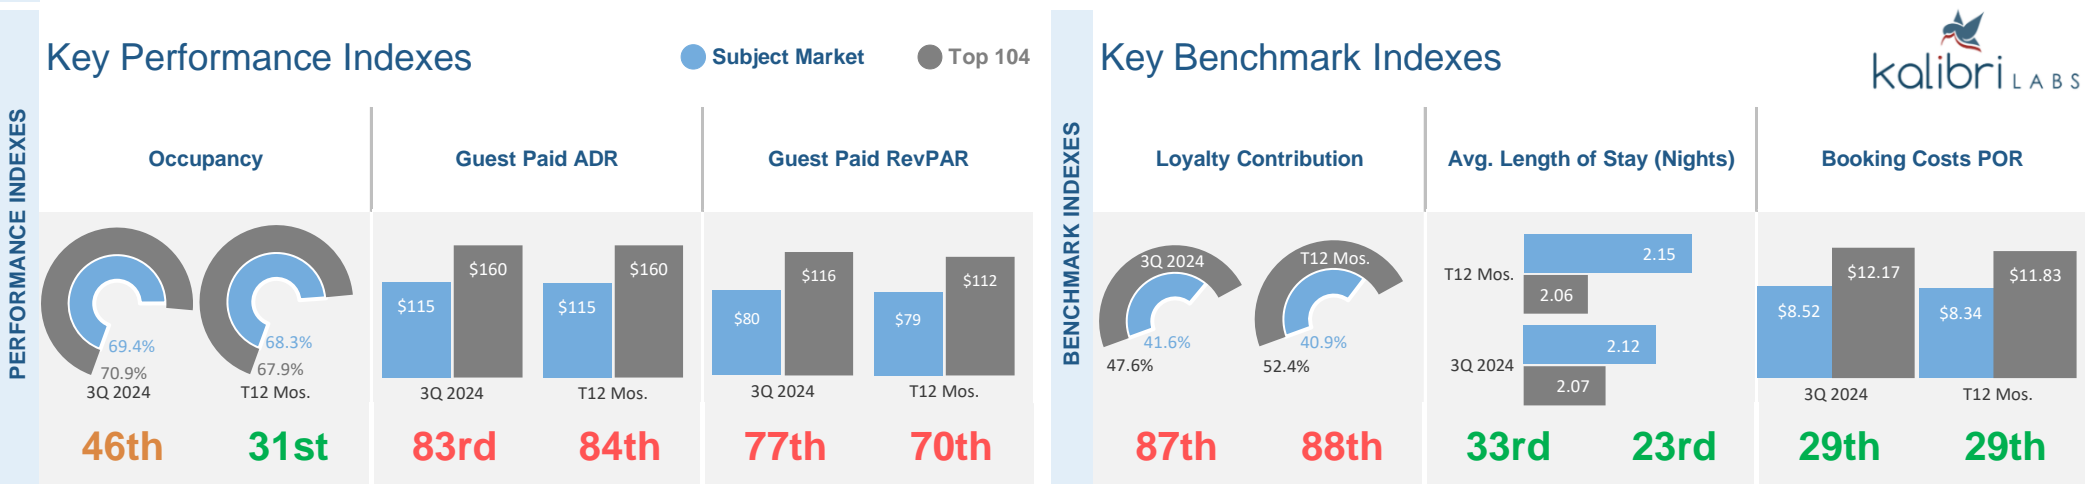 PERFORMANCE INDEXES
Key Performance Indexes
Subject Market
Top 104
Occupancy
Guest Paid ADR
Guest Paid RevPAR
69.4%
70.9%
3Q 2024
68.3%
67.9%
T12 Mos.
$115
$160
3Q 2024
$115
$160
T12 Mos.
$80
$116
3Q 2024
$79
$112
T12 Mos.
46th
31st
83rd
84th
77th
70th
BENCHMARK INDEXES
Key Benchmark Indexes
kalibri LABS
Loyalty Contribution
Avg. Length of Stay (Nights)
Booking Costs POR
3Q 2024
41.6%
47.6%
T12 Mos.
40.9%
52.4%
T12 Mos.
2.15
2.06
3Q 2024
2.12
2.07
$8.52
$12.17
3Q 2024
$8.34
$11.83
T12 Mos.
87th
88th
33rd
23rd
29th
29th